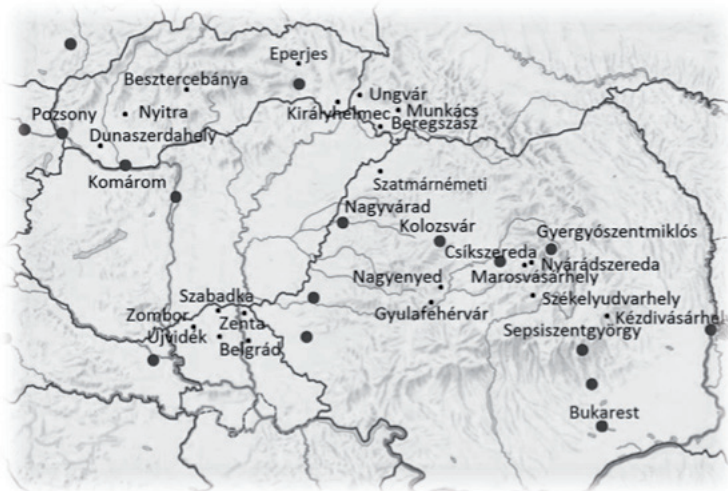 Eperjes
Besztercebánya
Ungvár
Pozsony
Nyitra
Királyhelmec
Munkács
Dunaszerdahely
Beregszász
Komárom
Szatmárnémeti
Nagyvárad
Kolozsvár
Gyergyószentmiklós
Csíkszereda
Nyárádszereda
Marosvásárhely
Nagyenyed
Székelyudvarhely
Szabadka
Gyulafehérvár
Kézdivásárhel
Zombor
Zenta
Sepsiszentgyörgy
Újvidék
Belgrád
Bukarest